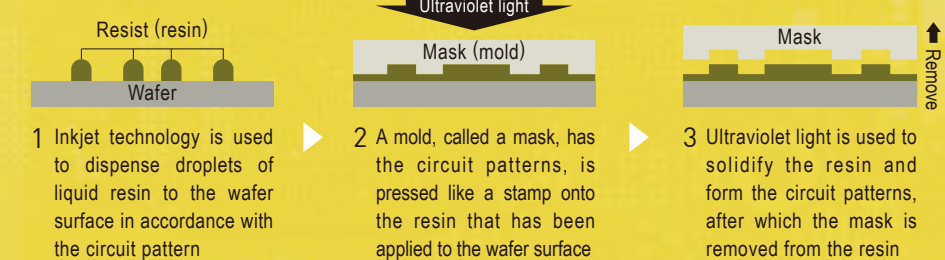 Ultraviolet light
Resist (resin)
Wafer
Mask (mold)
Mask
Remove
1 Inkjet technology is used
to dispense droplets of
liquid resin to the wafer
surface in accordance with
the circuit pattern
2 A mold, called a mask, has
the circuit patterns, is
pressed like a stamp onto
the resin that has been
applied to the wafer surface
3 Ultraviolet light is used to
solidify the resin and
form the circuit patterns,
after which the mask is
removed from the resin